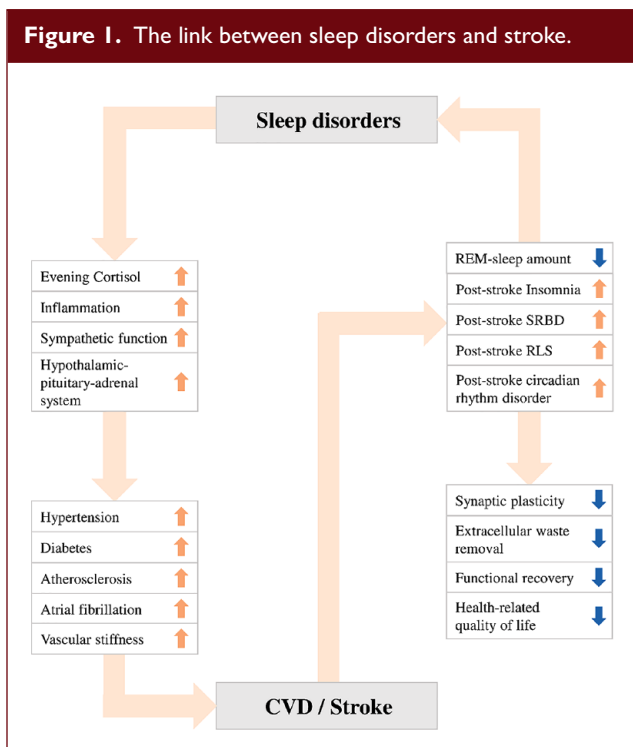 Figure 1. The link between sleep disorders and stroke.
Sleep disorders
Evening Cortisol
Inflammation
Sympathetic function
Hypothalamic-
pituitary-adrenal
system
Hypertension
Diabetes
Atherosclerosis
Atrial fibrillation
Vascular stiffness
CVD / Stroke
REM-sleep amount
Post-stroke Insomnia
Post-stroke SRBD
Post-stroke RLS
Post-stroke circadian
rhythm disorder
Synaptic plasticity
Extracellular waste
removal
Functional recovery
Health-related
quality of life